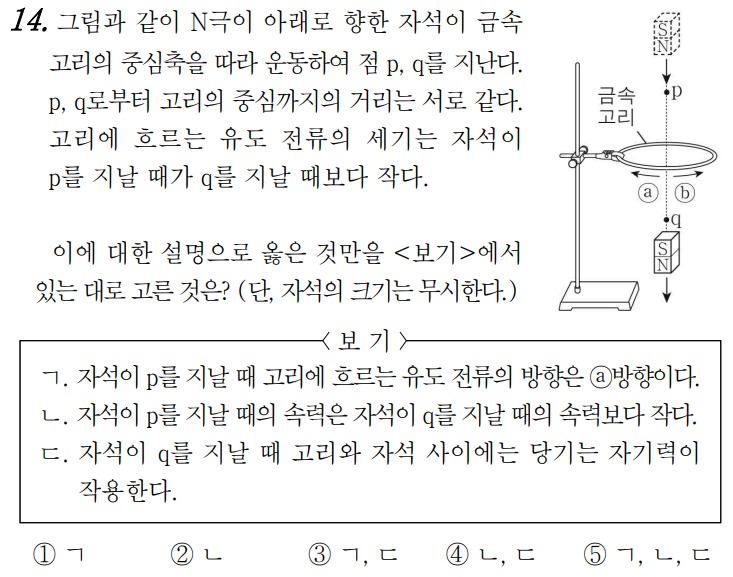 14. 그림과 같이 N극이 아래로 향한 자석이 금속
고리의 중심축을 따라 운동하여 점 p, q를 지난다.
p, q로부터 고리의 중심까지의 거리는 서로 같다.
고리에 흐르는 유도 전류의 세기는 자석이
p를 지날 때가 q를 지날 때보다 작다.
S
N
p
금속
고리
ⓐ ⓑ
q
S
N
이에 대한 설명으로 옳은 것만을 <보기>에서
있는 대로 고른 것은? (단, 자석의 크기는 무시한다.)
<보 기>
ㄱ. 자석이 p를 지날 때 고리에 흐르는 유도 전류의 방향은 ⓐ방향이다.
ㄴ. 자석이 p를 지날 때의 속력은 자석이 q를 지날 때의 속력보다 작다.
ㄷ. 자석이 q를 지날 때 고리와 자석 사이에는 당기는 자기력이
작용한다.
① ㄱ ② ㄴ ③ ㄱ, ㄷ ④ ㄴ, ㄷ ⑤ ㄱ, ㄴ, ㄷ